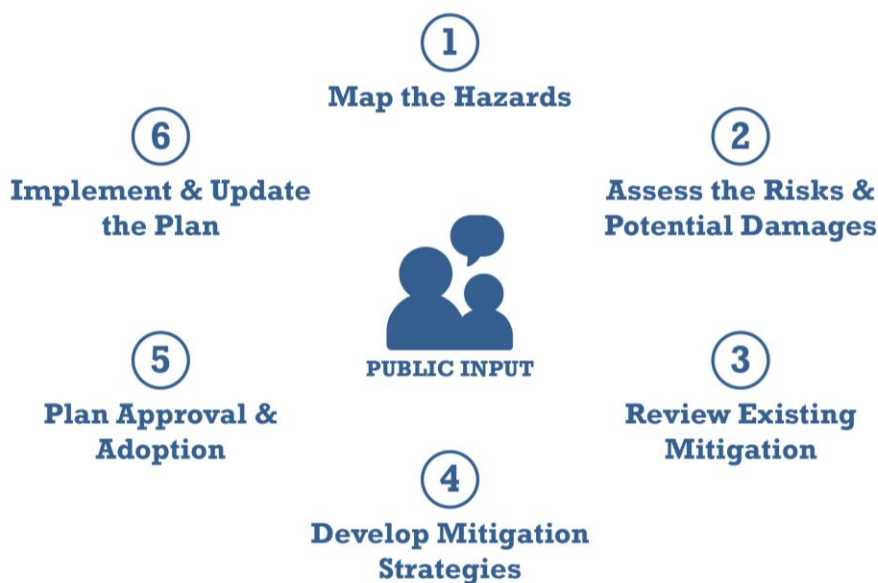 1
Map the Hazards
2
Assess the Risks &
Potential Damages
3
Review Existing
Mitigation
4
Develop Mitigation
Strategies
5
Plan Approval &
Adoption
6
Implement & Update
the Plan
PUBLIC INPUT